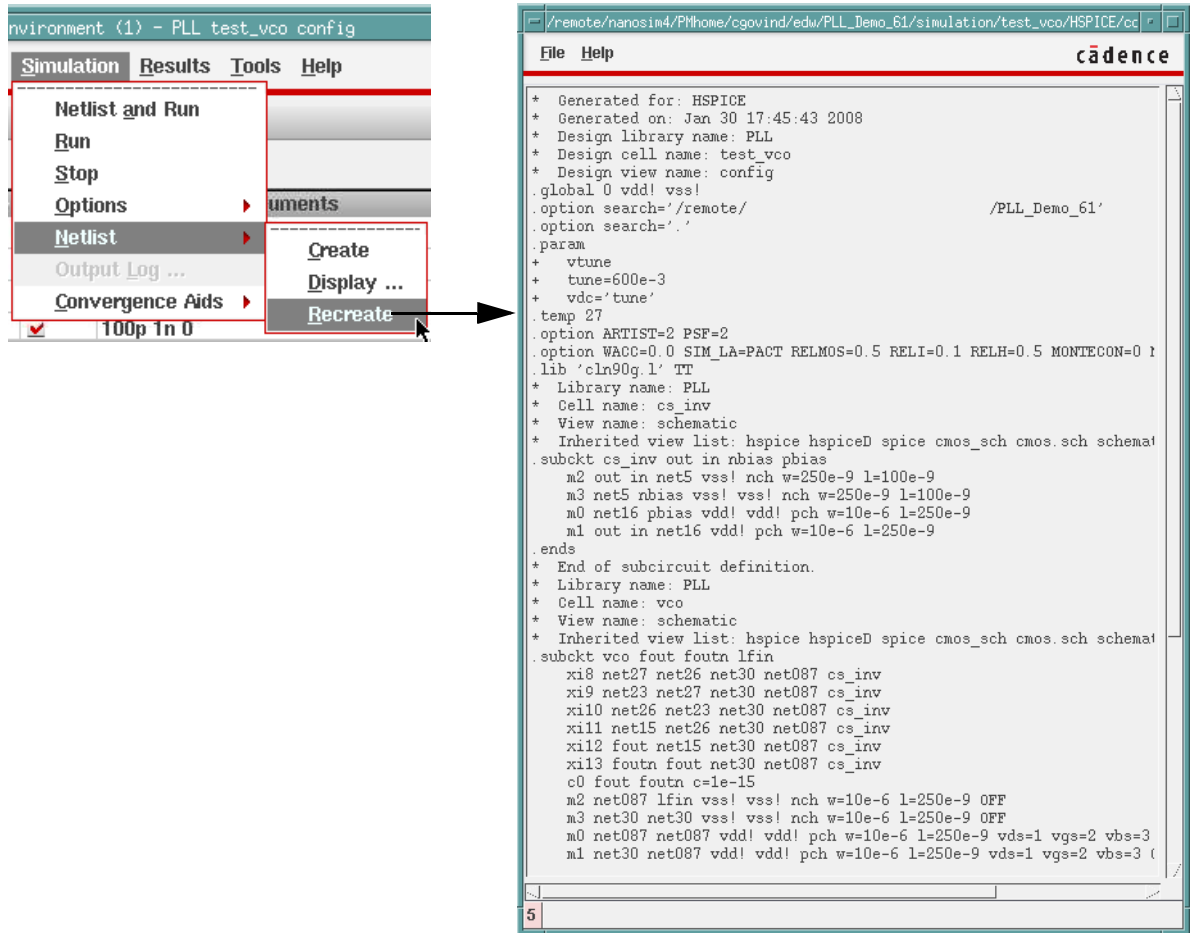 nvironment (1) - PLL test_vco config
Simulation Results Tools Help
Netlist and Run
Run
Stop
Options
uments
Netlist
Output Log ...
Convergence Aids
Create
Display ...
Recreate
100p 1n 0
/remote/nanosim4/PMhome/cgovind/edw/PLL_Demo_61/simulation/test_vco/HSPICE/cc
File Help
cādence
* Generated for: HSPICE
* Generated on: Jan 30 17:45:43 2008
* Design library name: PLL
* Design cell name: test_vco
* Design view name: config
.global 0 vdd! vss!
.option search='/remote/ /PLL_Demo_61'
.option search='.'
.param
+ vtune
+ tune=600e-3
+ vdc='tune'
.temp 27
.option ARTIST=2 PSF=2
.option WACC=0.0 SIM_LA=PACT RELMOS=0.5 RELI=0.1 RELH=0.5 MONTECON=0
.lib 'cln90g.l' TT
* Library name: PLL
* Cell name: cs_inv
* View name: schematic
* Inherited view list: hspice hspiceD spice cmos_sch cmos.sch schemat
.subckt cs_inv out in nbias pbias
m2 out in net5 vss! nch w=250e-9 l=100e-9
m3 net5 nbias vss! vss! nch w=250e-9 l=100e-9
m0 net16 pbias vdd! vdd! pch w=10e-6 l=250e-9
m1 out in net16 vdd! pch w=10e-6 l=250e-9
.ends
* End of subcircuit definition.
* Library name: PLL
* Cell name: vco
* View name: schematic
* Inherited view list: hspice hspiceD spice cmos_sch cmos.sch schemat
.subckt vco fout foutn lfin
xi8 net27 net26 net30 net087 cs_inv
xi9 net23 net27 net30 net087 cs_inv
xi10 net26 net23 net30 net087 cs_inv
xi11 net15 net26 net30 net087 cs_inv
xi12 fout net15 net30 net087 cs_inv
xi13 foutn fout net30 net087 cs_inv
c0 fout foutn c=1e-15
m2 net087 lfin vss! vss! nch w=10e-6 l=250e-9 OFF
m3 net30 net30 vss! vss! nch w=10e-6 l=250e-9 OFF
m0 net087 net087 vdd! vdd! pch w=10e-6 l=250e-9 vds=1 vgs=2 vbs=3
m1 net30 net087 vdd! vdd! pch w=10e-6 l=250e-9 vds=1 vgs=2 vbs=3
5